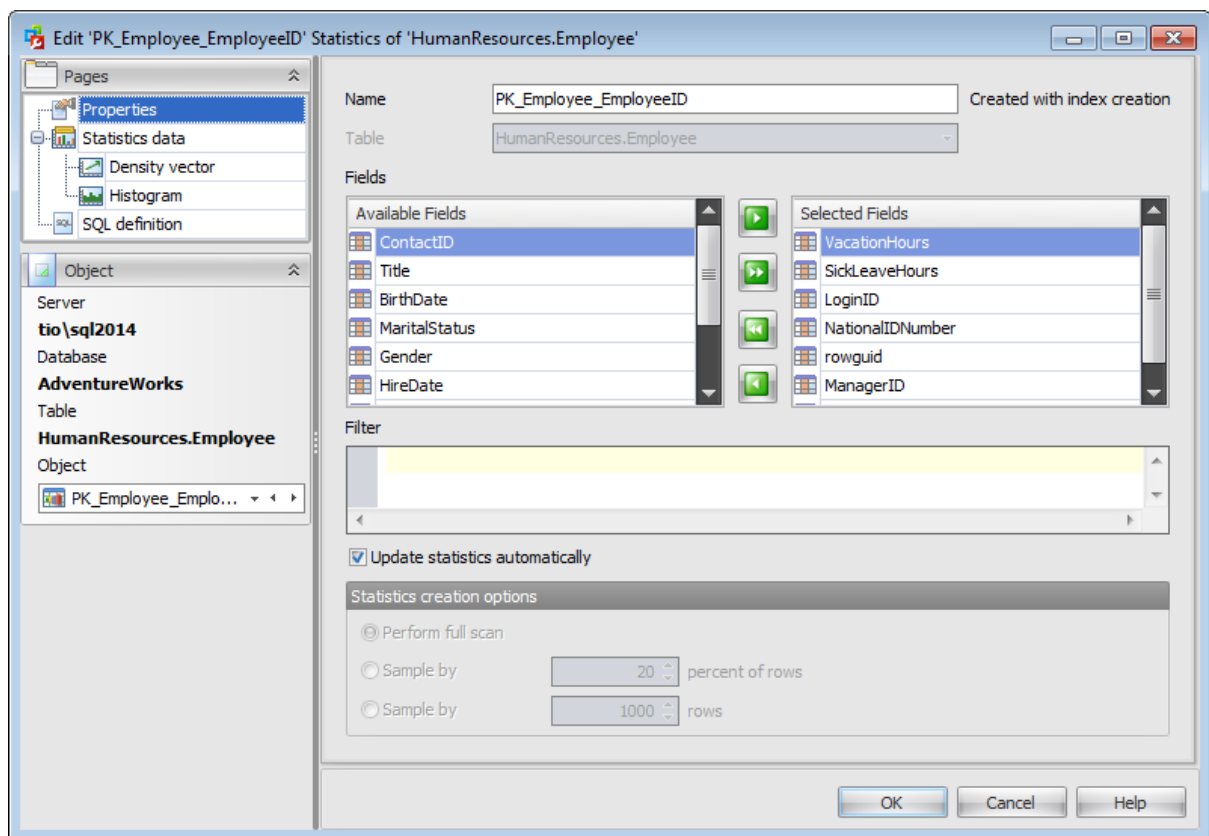 Edit 'PK_Employee_EmployeeID' Statistics of 'HumanResources.Employee'
Pages
Properties
Statistics data
Density vector
Histogram
SQL
SQL definition
Object
Server
tio\sql2014
Database
AdventureWorks
Table
HumanResources.Employee
Object
PK_Employee_Emplo...
Name PK_Employee_EmployeeID Created with index creation
Table HumanResources.Employee
Fields
Available Fields
ContactID
Title
BirthDate
MaritalStatus
Gender
HireDate
Selected Fields
VacationHours
SickLeaveHours
LoginID
NationalIDNumber
rowguid
ManagerID
Filter
Update statistics automatically
Statistics creation options
Perform full scan
Sample by 20 percent of rows
Sample by 1000 rows
OK Cancel Help